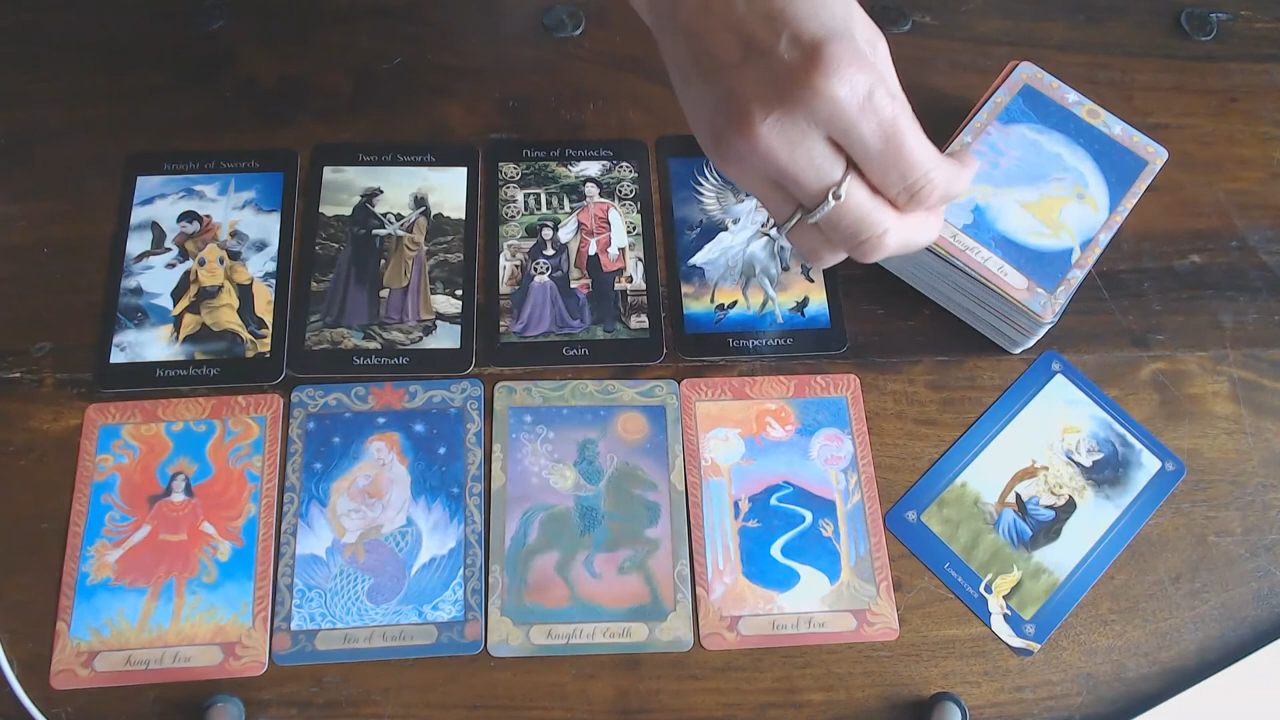 Knight of Swords
Two of Swords
Nine of Pentacles
Knowledge
Stalemate
Gain
Temperance
Knight of
King of Fire
Ten of Water
Knight of Earth
Ten of Fire
Lorekeeper